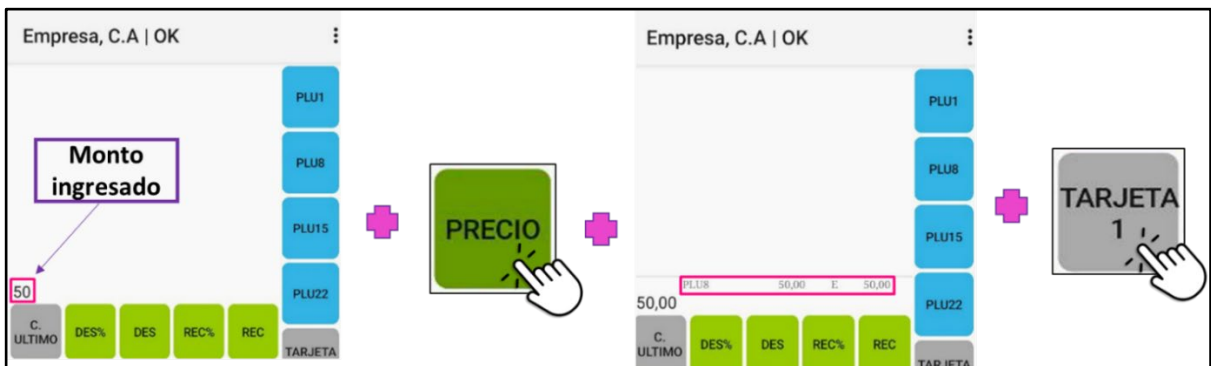 Empresa, C.A | OK
PLU1
PLU8
PLU15
PLU22
Monto
ingresado
50
C.
ULTIMO
DES%
DES
REC%
REC
TARJETA
PRECIO
Empresa, C.A | OK
PLU1
PLU8
PLU15
PLU22
PLU8 50,00 E 50,00
50,00
C.
ULTIMO
DES%
DES
REC%
REC
TARJETA
TARJETA
1